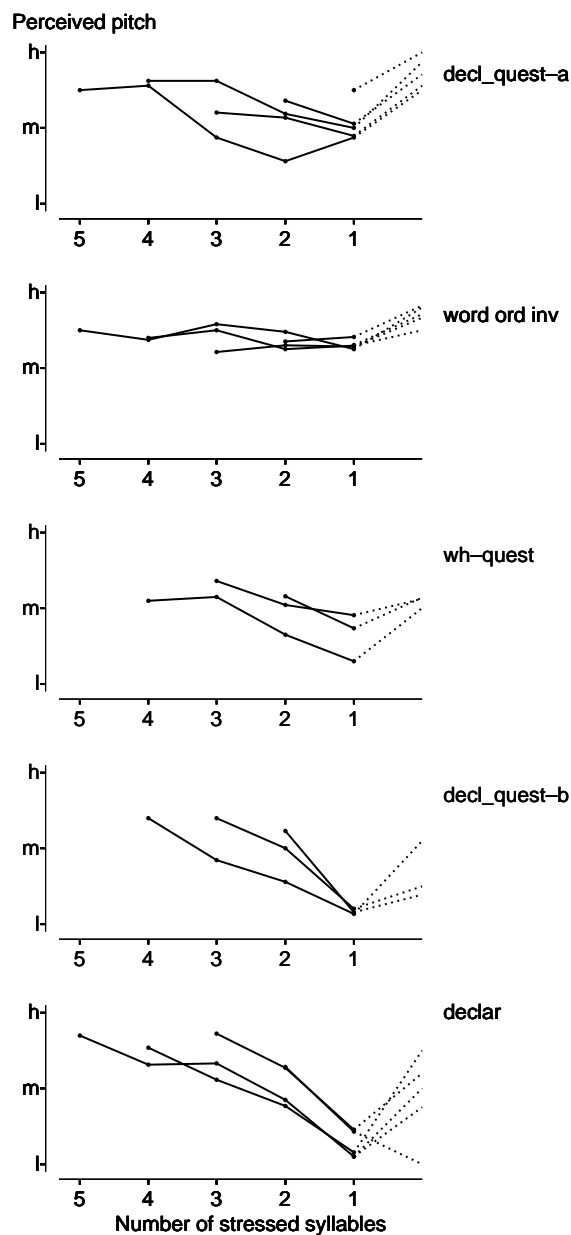 Perceived pitch
h
decl_quest–a
m
l
5 4 3 2 1
h
word ord inv
m
l
5 4 3 2 1
h
wh–quest
m
l
5 4 3 2 1
h
decl_quest–b
m
l
5 4 3 2 1
h
declar
m
l
5 4 3 2 1
Number of stressed syllables